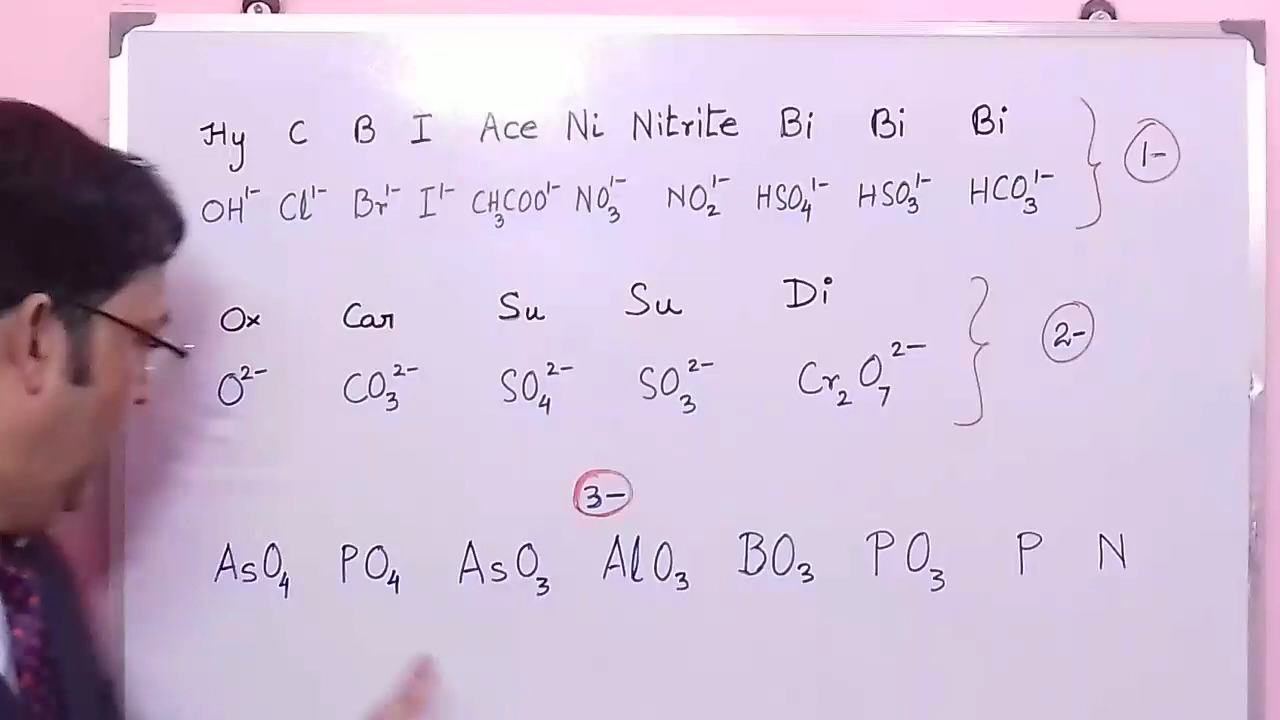 Hy C B I Ace Ni Nitrite Bi Bi Bi
OH¹⁻ Cl¹⁻ Br¹⁻ I¹⁻ CH₃COO¹⁻ NO₃¹⁻ NO₂¹⁻ HSO₄¹⁻ HSO₃¹⁻ HCO₃¹⁻ } 1-
Ox Car Su Su Di
O²⁻ CO₃²⁻ SO₄²⁻ SO₃²⁻ Cr₂O₇²⁻ } 2-
3-
AsO₄ PO₄ AsO₃ AlO₃ BO₃ PO₃ P N